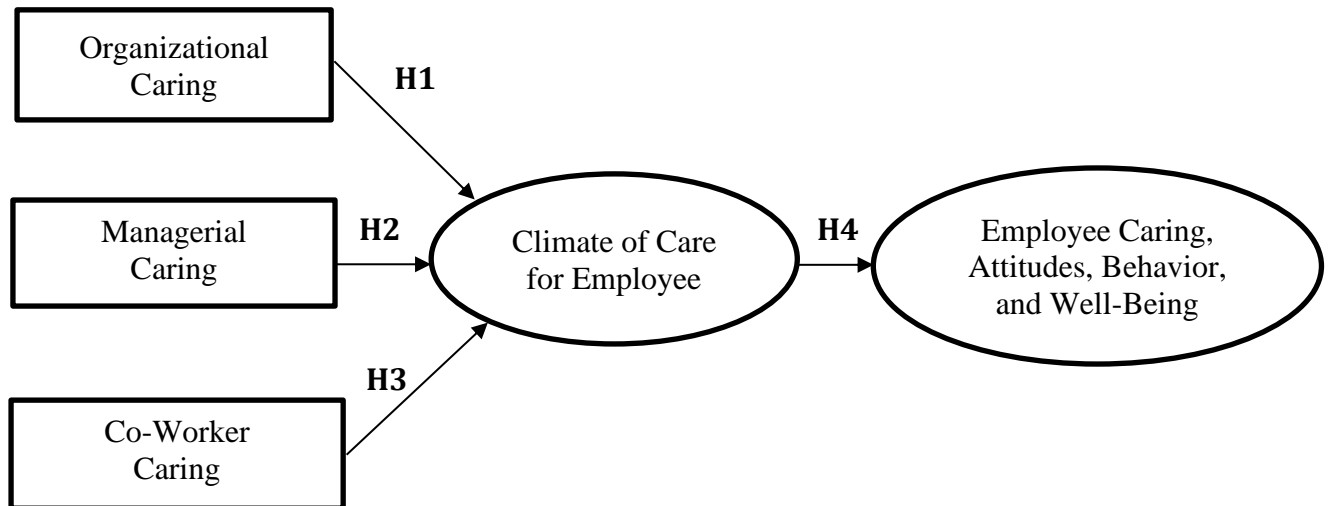 Organizational
Caring
H1
Managerial
Caring
H2
Climate of Care
for Employee
H4
Employee Caring,
Attitudes, Behavior,
and Well-Being
H3
Co-Worker
Caring